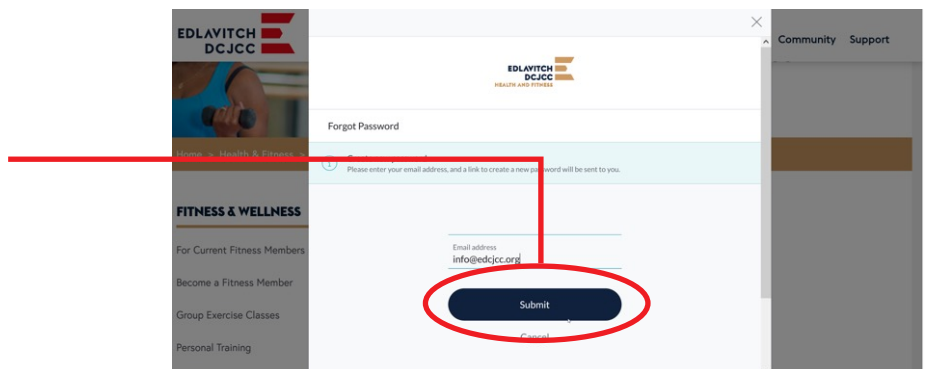 EDLAVITCH
DCJCC
Community Support
EDLAVITCH
DCJCC
HEALTH AND FITNESS
Forgot Password
Home > Health & Fitness >
Please enter your email address, and a link to create a new password will be sent to you.
FITNESS & WELLNESS
For Current Fitness Members
Email address
info@edcjcc.org
Become a Fitness Member
Submit
Group Exercise Classes
Cancel
Personal Training